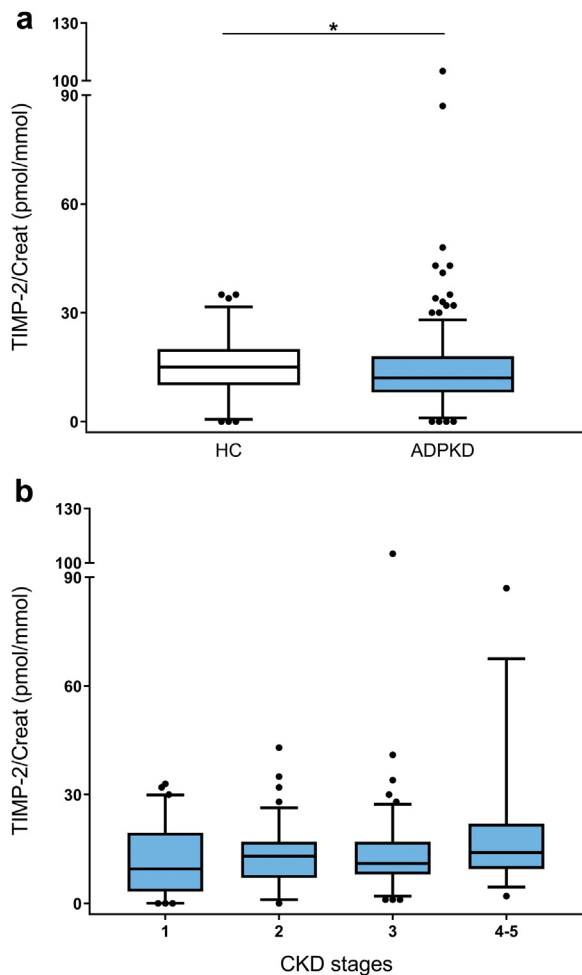 a
130
*
100
90
60
30
0
TIMP-2/Creat (pmol/mmol)
HC ADPKD
b
130
100
90
60
30
0
TIMP-2/Creat (pmol/mmol)
1 2 3 4-5
CKD stages